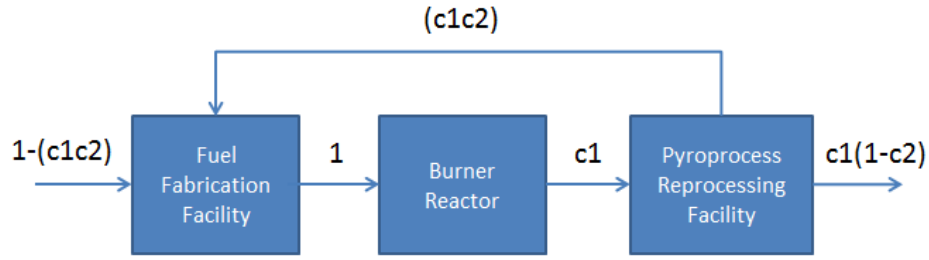 (c1c2)
1-(c1c2)
Fuel
Fabrication
Facility
1
Burner
Reactor
c1
Pyroprocess
Reprocessing
Facility
c1(1-c2)